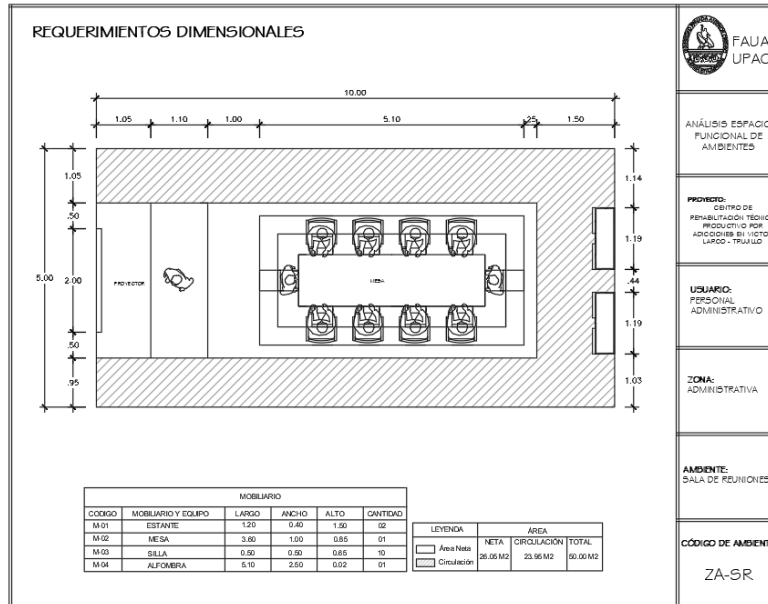 REQUERIMIENTOS DIMENSIONALES
10.00
1.05 1.10 1.00 5.10 .25 1.50
5.00
1.05
.50
2.00
.50
.95
1.14
1.19
.44
1.19
1.03
PROYECTOR
MESA
MOBILIARIO
CODIGO MOBILIARIO Y EQUIPO LARGO ANCHO ALTO CANTIDAD
M-01 ESTANTE 1.20 0.40 1.50 02
M-02 MESA 3.60 1.00 0.85 01
M-03 SILLA 0.50 0.50 0.65 10
M-04 ALFOMBRA 5.10 2.50 0.02 01
LEYENDA
Área Neta
Circulación
ÁREA
NETA CIRCULACIÓN TOTAL
26.05 M2 23.95 M2 50.00 M2
FAUA
UPAO
ANÁLISIS ESPACIO
FUNCIONAL DE
AMBIENTES
PROYECTO:
CENTRO DE
REHABILITACIÓN TÉCNICO
PRODUCTIVO POR
ADICCIONES EN VICTOR
LARCO - TRUJILLO
USUARIO:
PERSONAL
ADMINISTRATIVO
ZONA:
ADMINISTRATIVA
AMBIENTE:
SALA DE REUNIONES
CÓDIGO DE AMBIENTE
ZA-SR